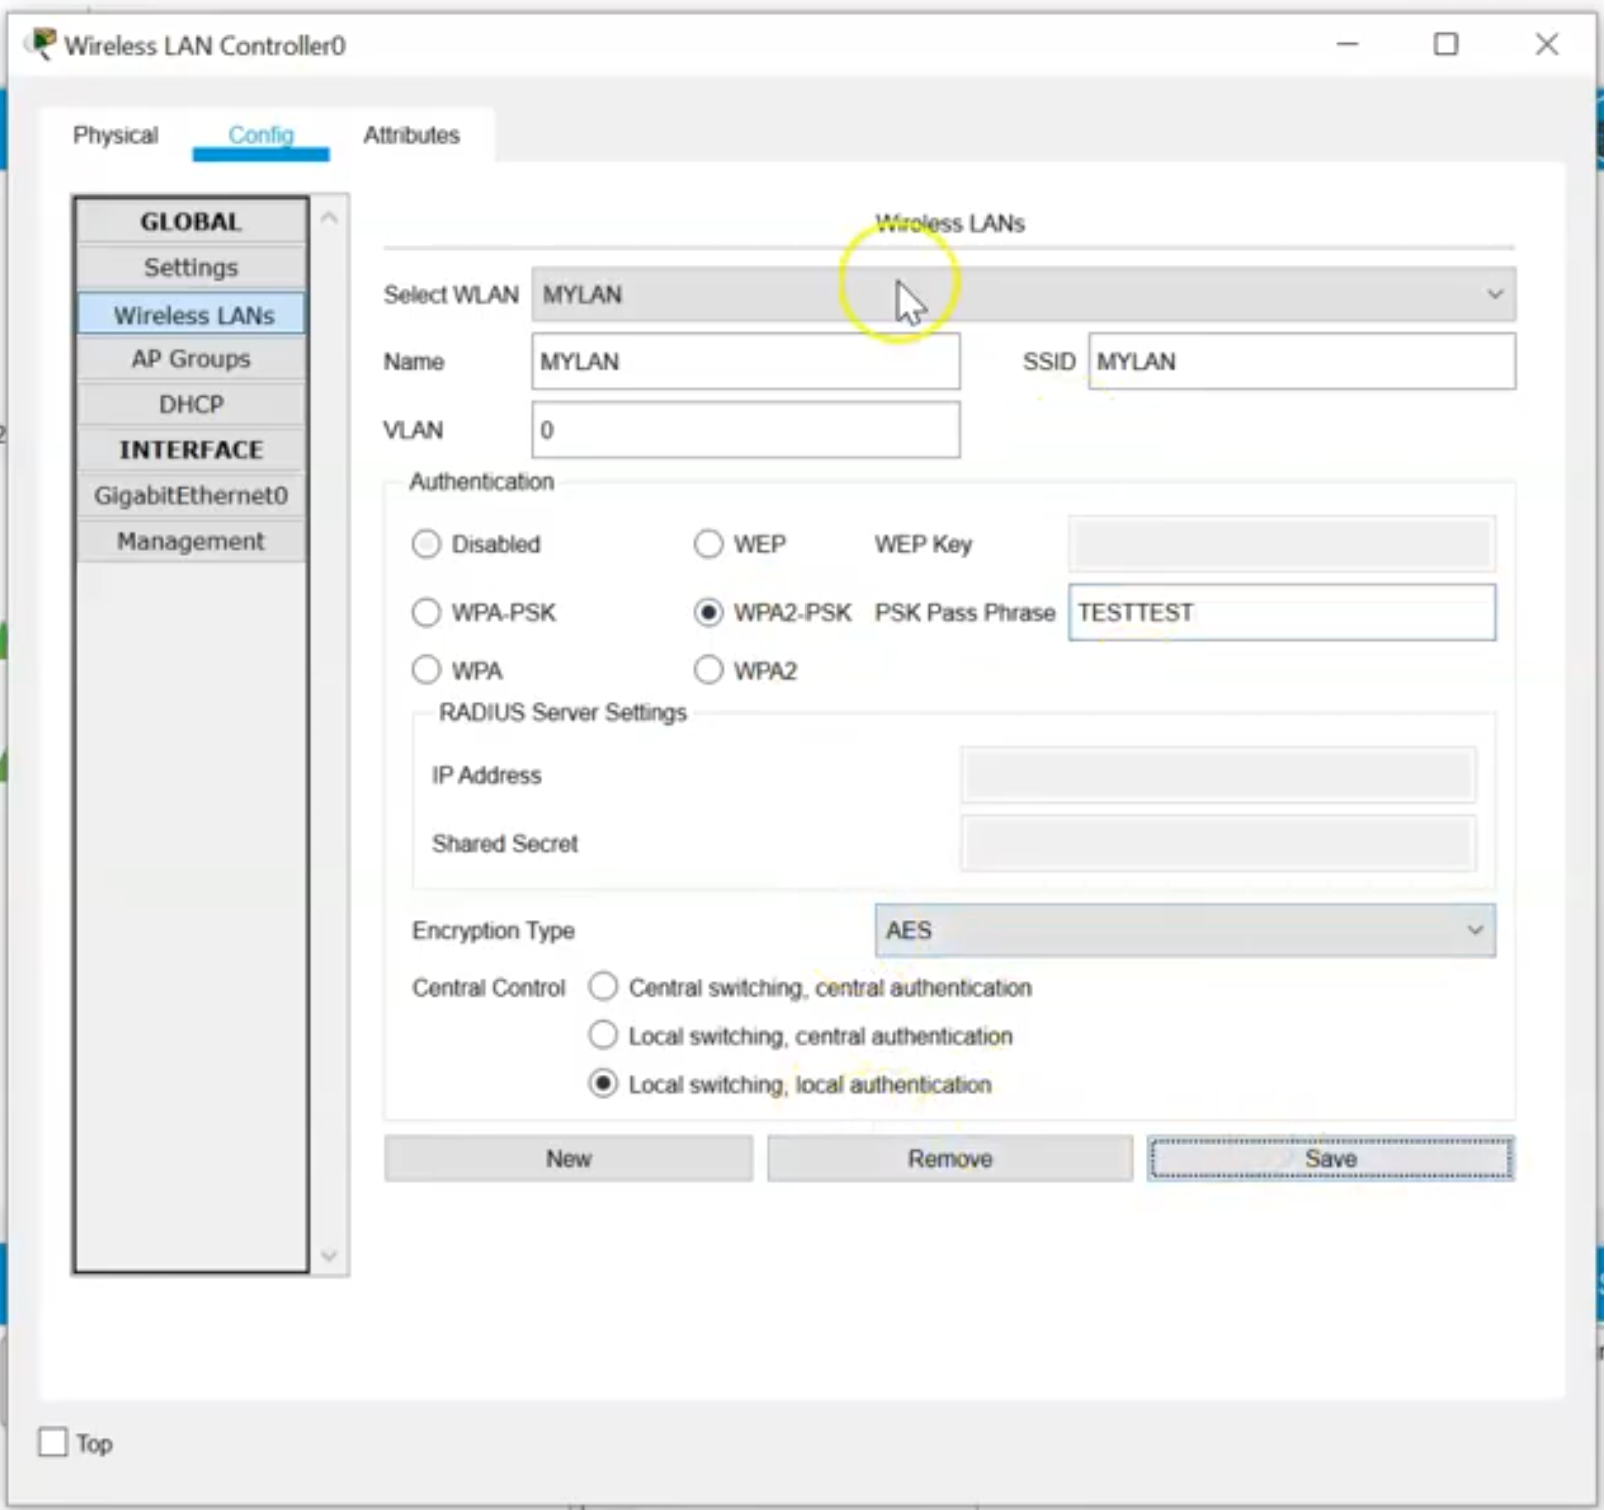 Wireless LAN Controller0
Physical Config Attributes
GLOBAL
Settings
Wireless LANs
AP Groups
DHCP
INTERFACE
GigabitEthernet0
Management
Wireless LANs
Select WLAN MYLAN
Name MYLAN SSID MYLAN
VLAN 0
Authentication
Disabled WEP WEP Key
WPA-PSK WPA2-PSK PSK Pass Phrase TESTTEST
WPA WPA2
RADIUS Server Settings
IP Address
Shared Secret
Encryption Type AES
Central Control Central switching, central authentication
Local switching, central authentication
Local switching, local authentication
New Remove Save
Top